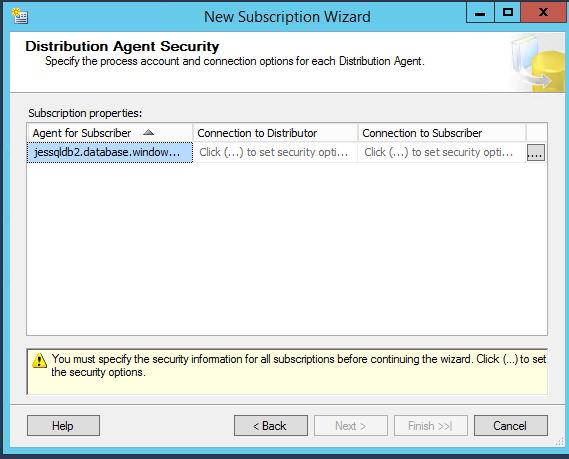 New Subscription Wizard
Distribution Agent Security
Specify the process account and connection options for each Distribution Agent.
Subscription properties:
Agent for Subscriber Connection to Distributor Connection to Subscriber
jessqldb2.database.window... Click (...) to set security opti... Click (...) to set security opti... ...
You must specify the security information for all subscriptions before continuing the wizard. Click (...) to set
the security options.
Help < Back Next > Finish >>| Cancel